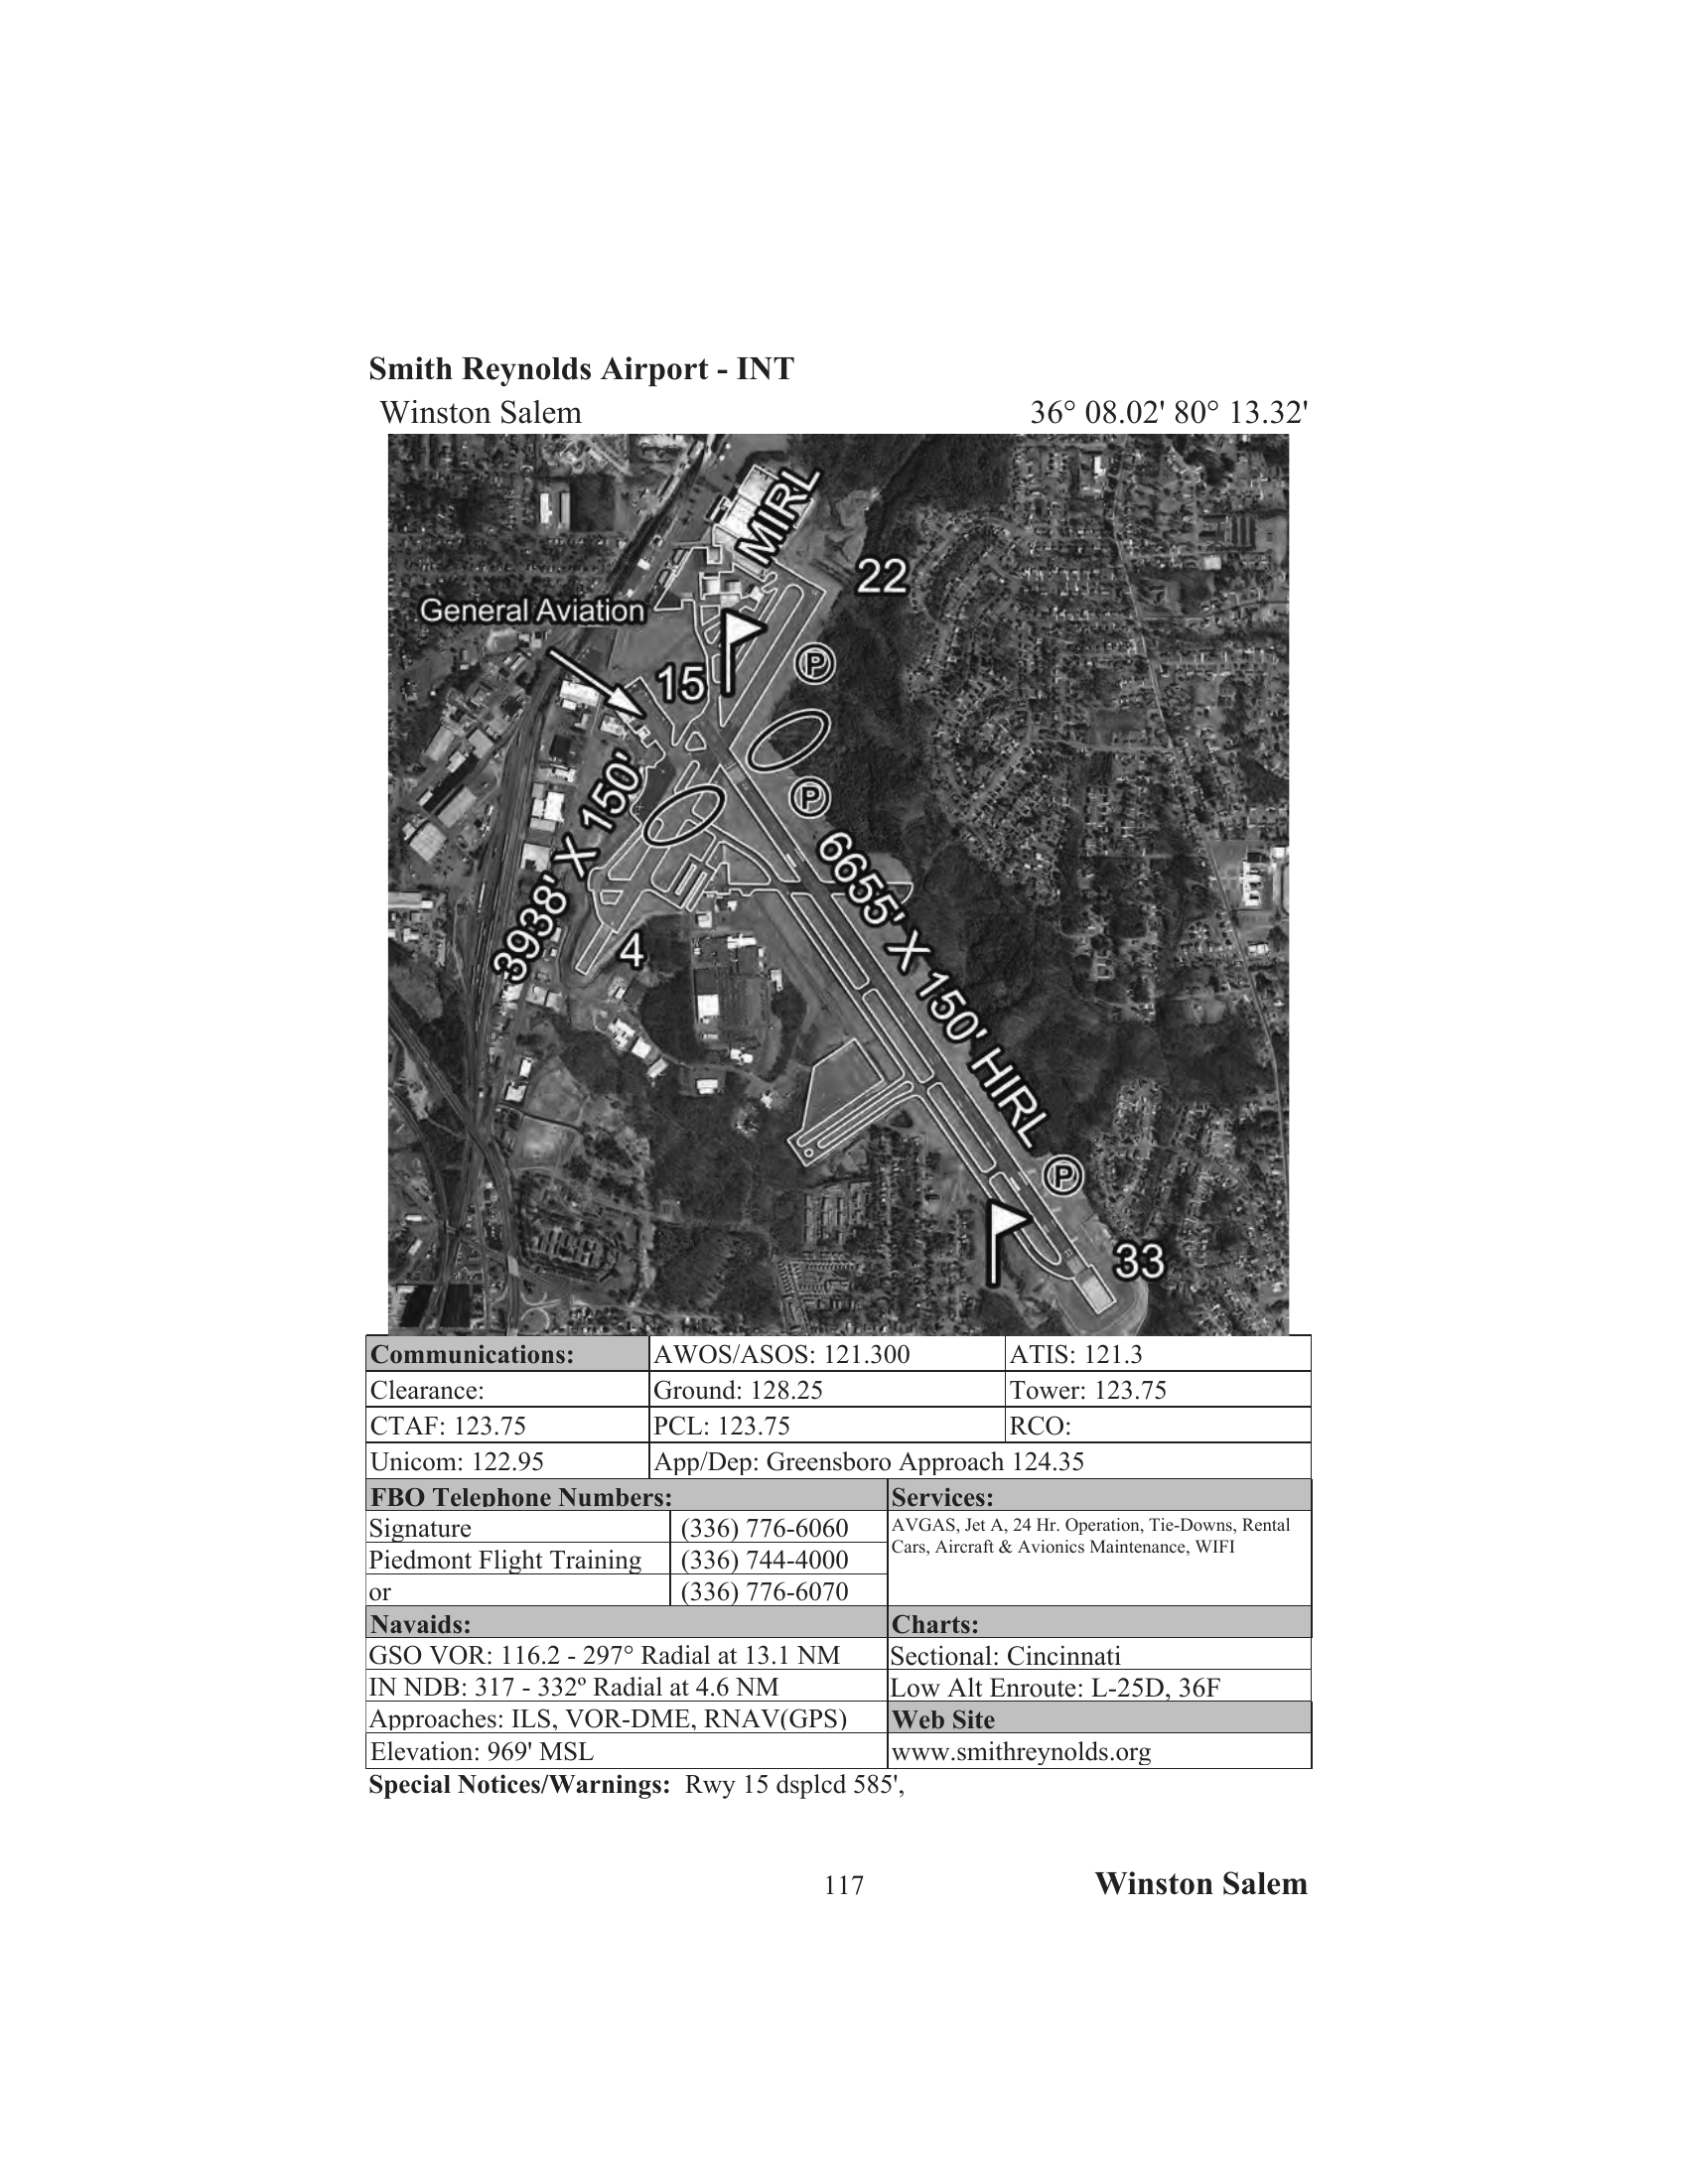 Smith Reynolds Airport - INT
Winston Salem 36° 08.02' 80° 13.32'
MIRL
22
General Aviation
P
15
P
3938' X 150'
6655' X 150' HIRL
4
P
33
Communications: AWOS/ASOS: 121.300 ATIS: 121.3
Clearance: Ground: 128.25 Tower: 123.75
CTAF: 123.75 PCL: 123.75 RCO:
Unicom: 122.95 App/Dep: Greensboro Approach 124.35
FBO Telephone Numbers: Services:
Signature (336) 776-6060 AVGAS, Jet A, 24 Hr. Operation, Tie-Downs, Rental
Cars, Aircraft & Avionics Maintenance, WIFI
Piedmont Flight Training (336) 744-4000
or (336) 776-6070
Navaids: Charts:
GSO VOR: 116.2 - 297° Radial at 13.1 NM Sectional: Cincinnati
IN NDB: 317 - 332º Radial at 4.6 NM Low Alt Enroute: L-25D, 36F
Approaches: ILS, VOR-DME, RNAV(GPS) Web Site
Elevation: 969' MSL www.smithreynolds.org
Special Notices/Warnings: Rwy 15 dsplcd 585',
117 Winston Salem